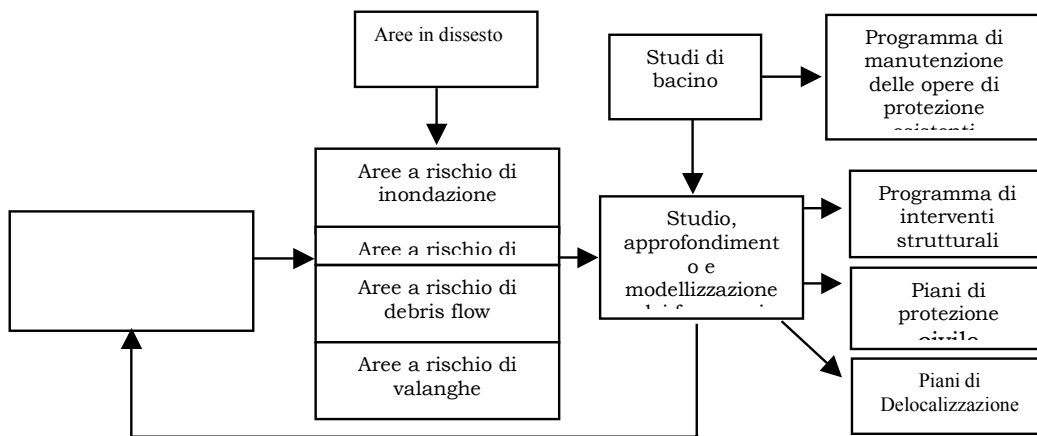 Aree in dissesto
Studi di
bacino
Programma di
manutenzione
delle opere di
protezione
esistenti
Aree a rischio di
inondazione
Aree a rischio di
Aree a rischio di
debris flow
Aree a rischio di
valanghe
Studio,
approfondiment
o e
modellizzazione
Programma di
interventi
strutturali
Piani di
protezione
civile
Piani di
Delocalizzazione